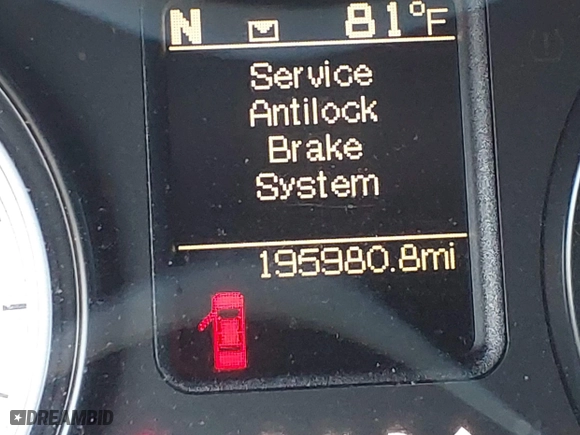 N 81°F
Service
Antilock
Brake
System
195980.8mi
DREAMBID